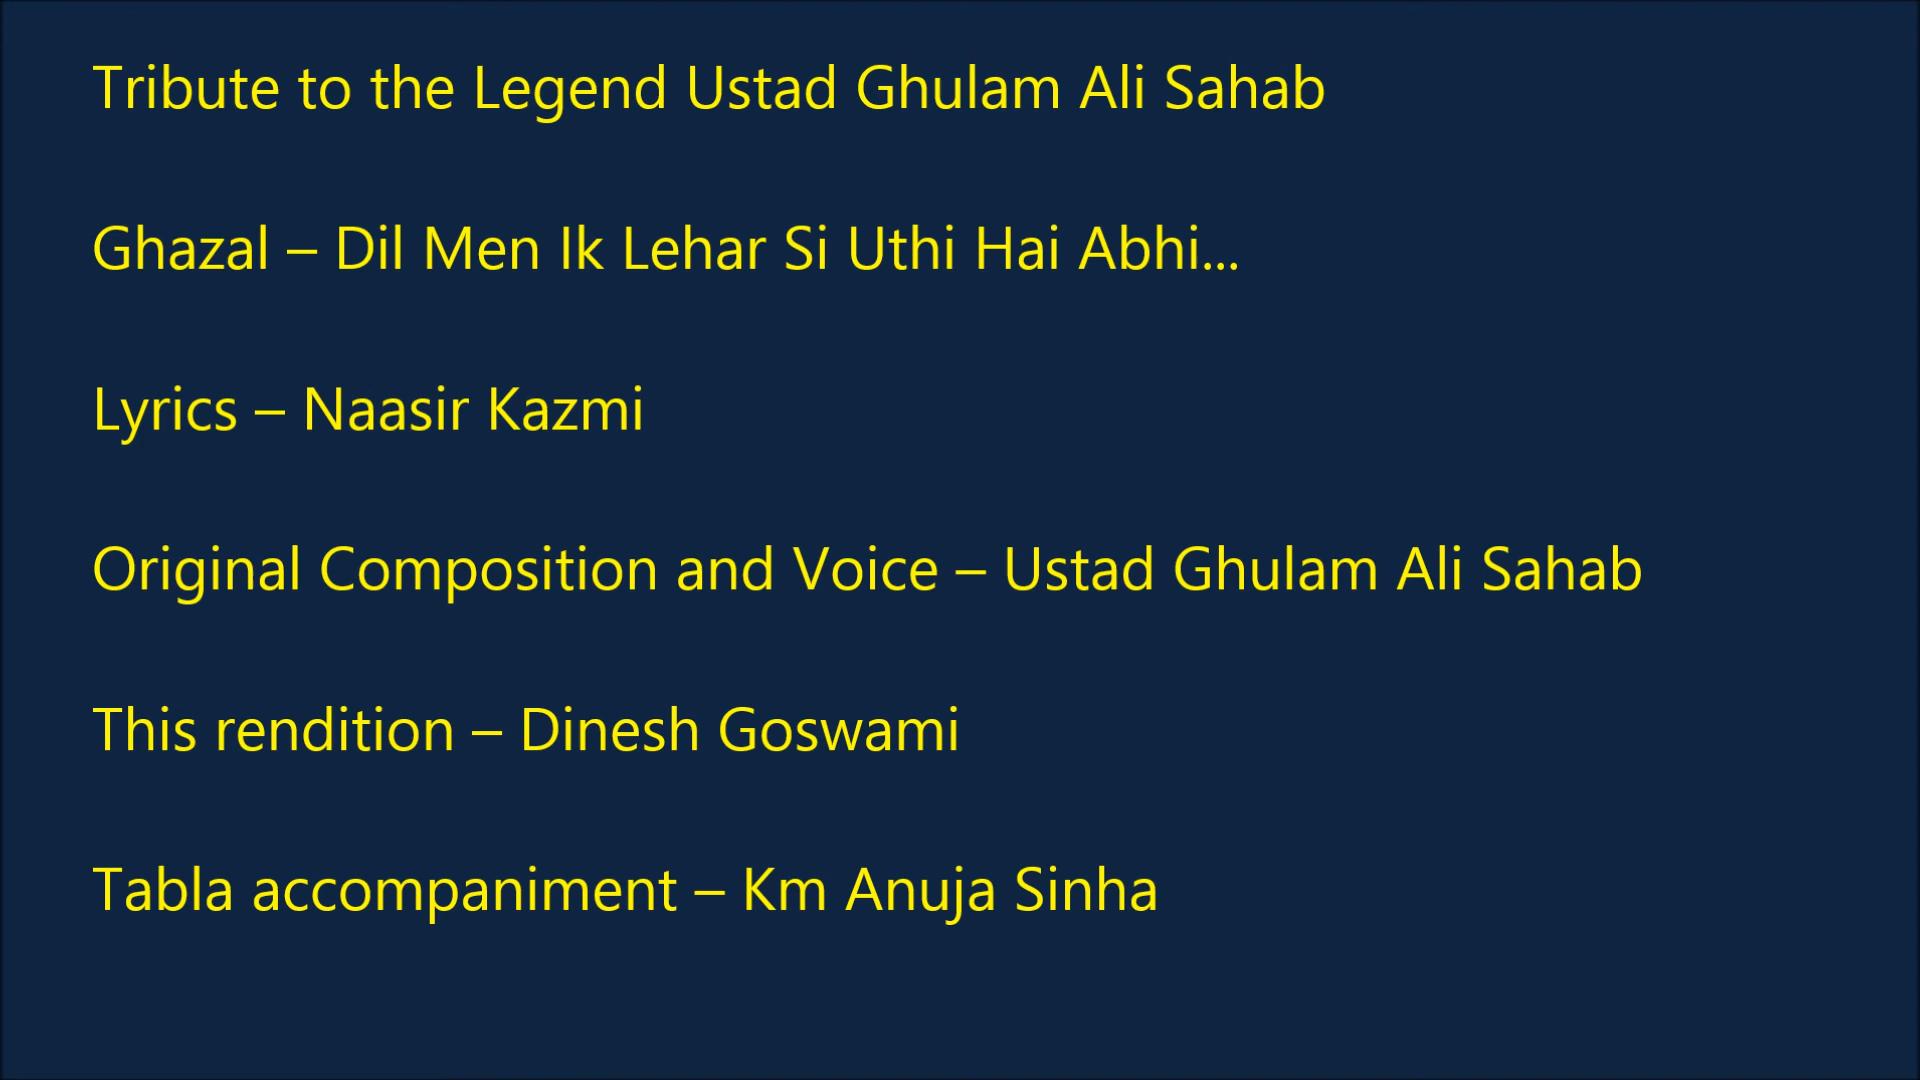 Tribute to the Legend Ustad Ghulam Ali Sahab
Ghazal – Dil Men Ik Lehar Si Uthi Hai Abhi...
Lyrics – Naasir Kazmi
Original Composition and Voice – Ustad Ghulam Ali Sahab
This rendition – Dinesh Goswami
Tabla accompaniment – Km Anuja Sinha